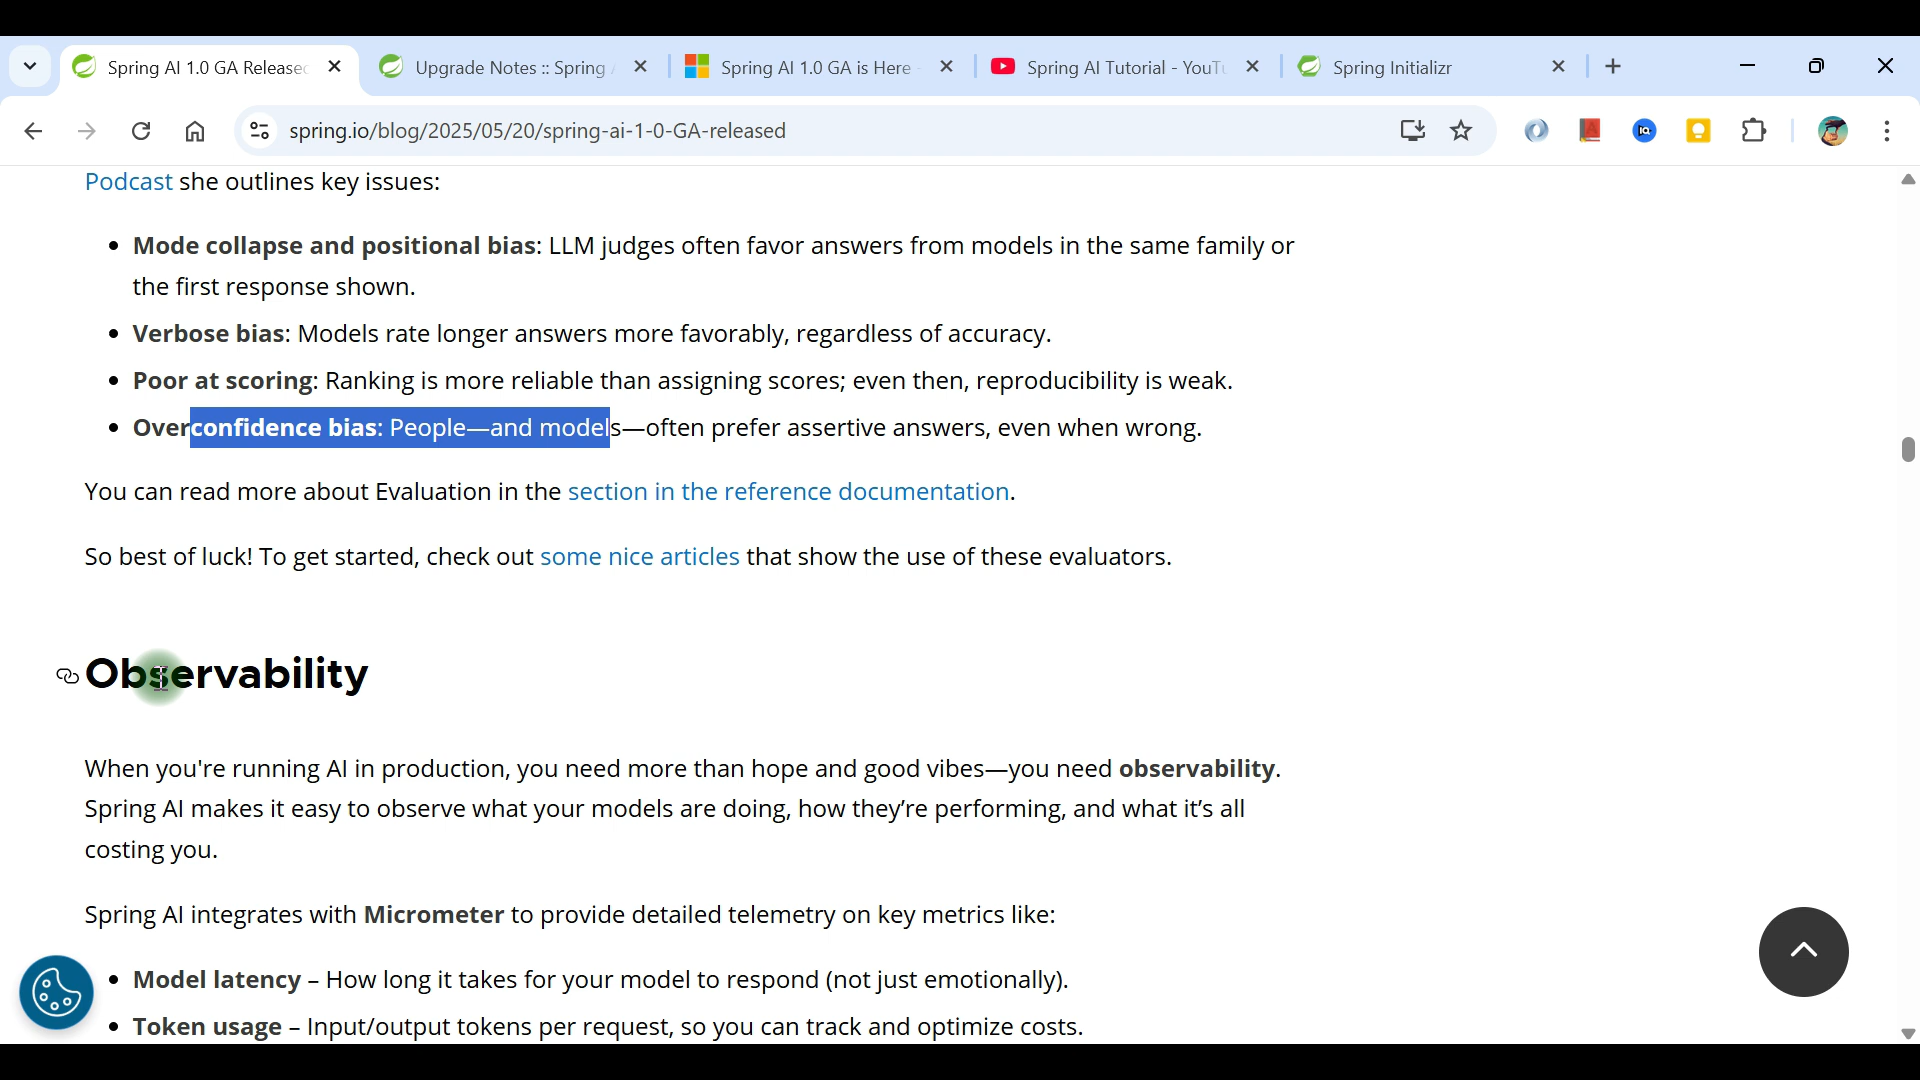 Spring AI 1.0 GA Released
Upgrade Notes :: Spring
Spring AI 1.0 GA is Here -
Spring AI Tutorial - YouTu
Spring Initializr
spring.io/blog/2025/05/20/spring-ai-1-0-GA-released
Podcast she outlines key issues:
• Mode collapse and positional bias: LLM judges often favor answers from models in the same family or
the first response shown.
• Verbose bias: Models rate longer answers more favorably, regardless of accuracy.
• Poor at scoring: Ranking is more reliable than assigning scores; even then, reproducibility is weak.
• Overconfidence bias: People—and models—often prefer assertive answers, even when wrong.
You can read more about Evaluation in the section in the reference documentation.
So best of luck! To get started, check out some nice articles that show the use of these evaluators.
Observability
When you're running AI in production, you need more than hope and good vibes—you need observability.
Spring AI makes it easy to observe what your models are doing, how they’re performing, and what it’s all
costing you.
Spring AI integrates with Micrometer to provide detailed telemetry on key metrics like:
• Model latency – How long it takes for your model to respond (not just emotionally).
• Token usage – Input/output tokens per request, so you can track and optimize costs.